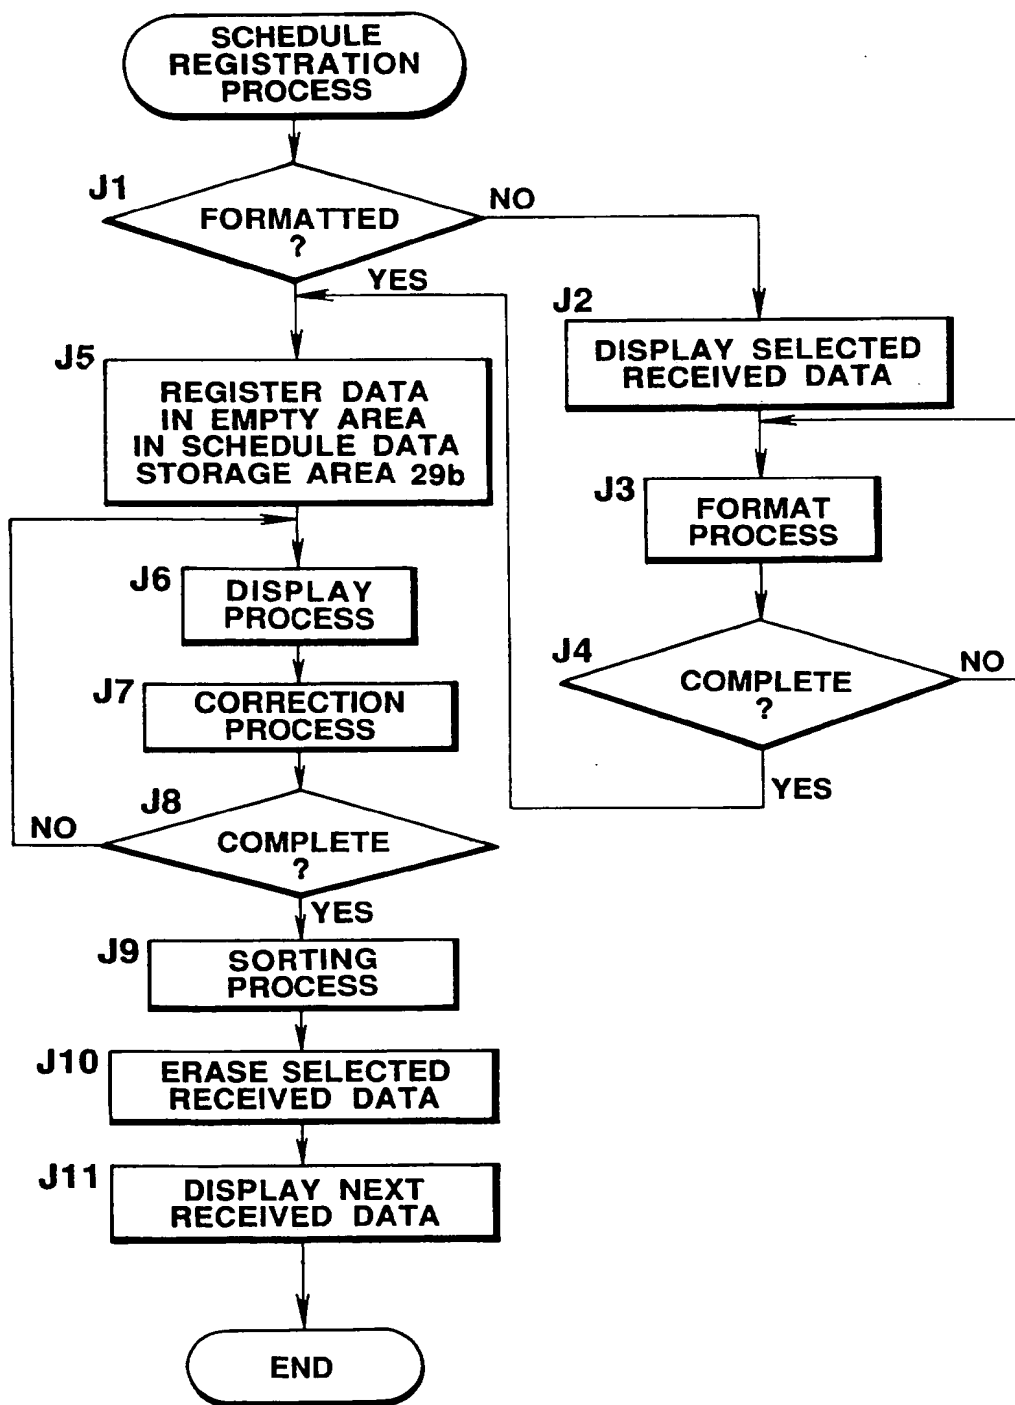 SCHEDULE
REGISTRATION
PROCESS
J1
FORMATTED
?
NO
YES
J2
DISPLAY SELECTED
RECEIVED DATA
J3
FORMAT
PROCESS
J4
COMPLETE
?
NO
YES
J5
REGISTER DATA
IN EMPTY AREA
IN SCHEDULE DATA
STORAGE AREA 29b
J6
DISPLAY
PROCESS
J7
CORRECTION
PROCESS
J8
COMPLETE
?
NO
YES
J9
SORTING
PROCESS
J10
ERASE SELECTED
RECEIVED DATA
J11
DISPLAY NEXT
RECEIVED DATA
END